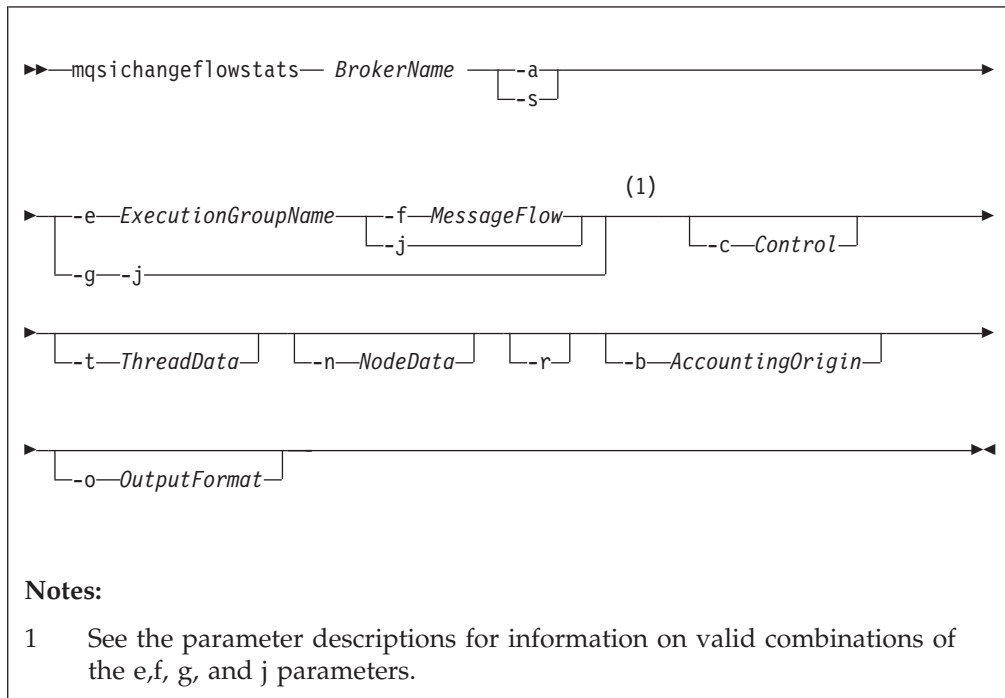 mqsichangeflowstats BrokerName -a
-s
(1)
-e ExecutionGroupName -f MessageFlow
-j -c Control
-g -j
-t ThreadData -n NodeData -r -b AccountingOrigin
-o OutputFormat
Notes:
1 See the parameter descriptions for information on valid combinations of
the e,f, g, and j parameters.